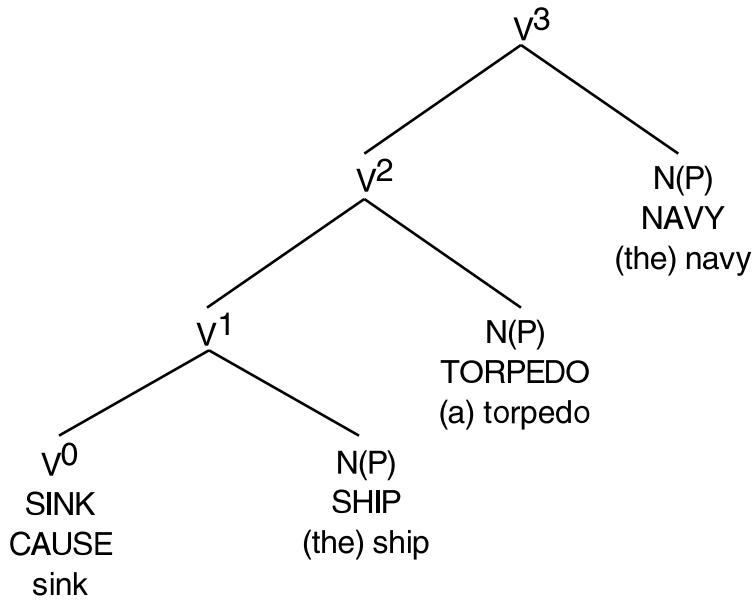 V3
V2
N(P)
NAVY
(the) navy
V1
N(P)
TORPEDO
(a) torpedo
V0
SINK
CAUSE
sink
N(P)
SHIP
(the) ship